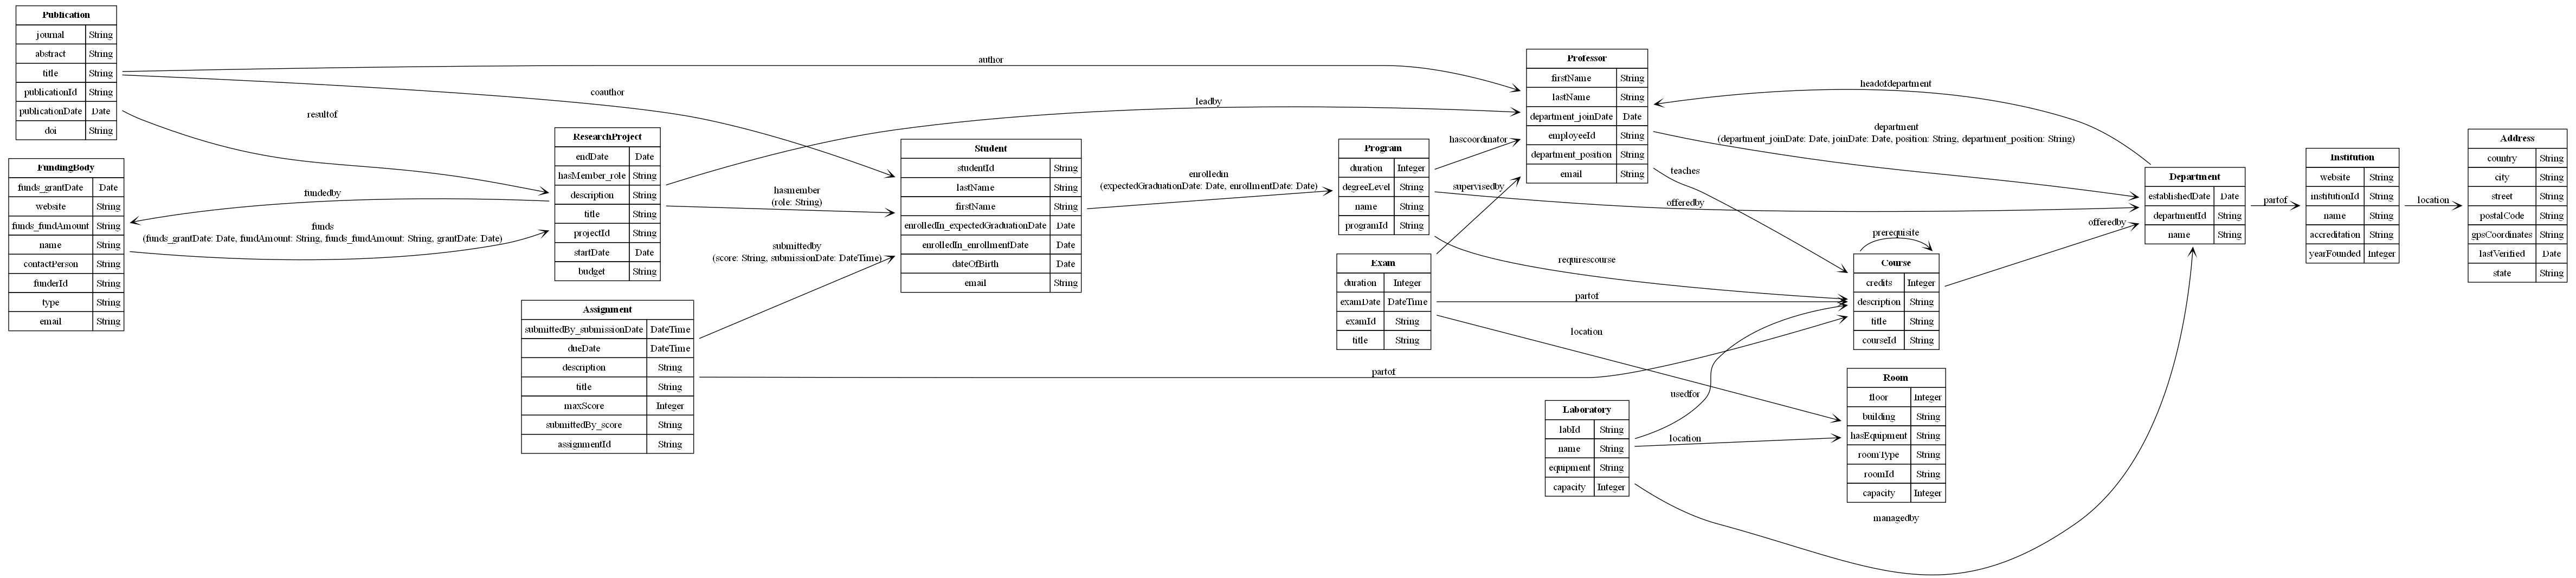 Publication
journal String
abstract String
title String
publicationId String
publicationDate Date
doi String
FundingBody
funds_grantDate Date
website String
funds_fundAmount String
name String
contactPerson String
funderId String
type String
email String
author
coauthor
resultof
fundedby
funds
(funds_grantDate: Date, fundAmount: String, funds_fundAmount: String, grantDate: Date)
ResearchProject
endDate Date
hasMember_role String
description String
title String
projectId String
startDate Date
budget String
Assignment
submittedBy_submissionDate DateTime
dueDate DateTime
description String
title String
maxScore Integer
submittedBy_score String
assignmentId String
leadby
hasmember
(role: String)
submittedby
(score: String, submissionDate: DateTime)
Student
studentId String
lastName String
firstName String
enrolledIn_expectedGraduationDate Date
enrolledIn_enrollmentDate Date
dateOfBirth Date
email String
enrolledin
(expectedGraduationDate: Date, enrollmentDate: Date)
partof
Program
duration Integer
degreeLevel String
name String
programId String
Exam
duration Integer
examDate DateTime
examId String
title String
hascoordinator
supervisedby
offeredby
requirescourse
partof
location
Professor
firstName String
lastName String
department_joinDate Date
employeeId String
department_position String
email String
Laboratory
labId String
name String
equipment String
capacity Integer
teaches
usedfor
location
managedby
headofdepartment
department
(department_joinDate: Date, joinDate: Date, position: String, department_position: String)
prerequisite
Course
credits Integer
description String
title String
courseId String
Room
floor Integer
building String
hasEquipment String
roomType String
roomId String
capacity Integer
offeredby
Department
establishedDate Date
departmentId String
name String
partof
Institution
website String
institutionId String
name String
accreditation String
yearFounded Integer
location
Address
country String
city String
street String
postalCode String
gpsCoordinates String
lastVerified Date
state String